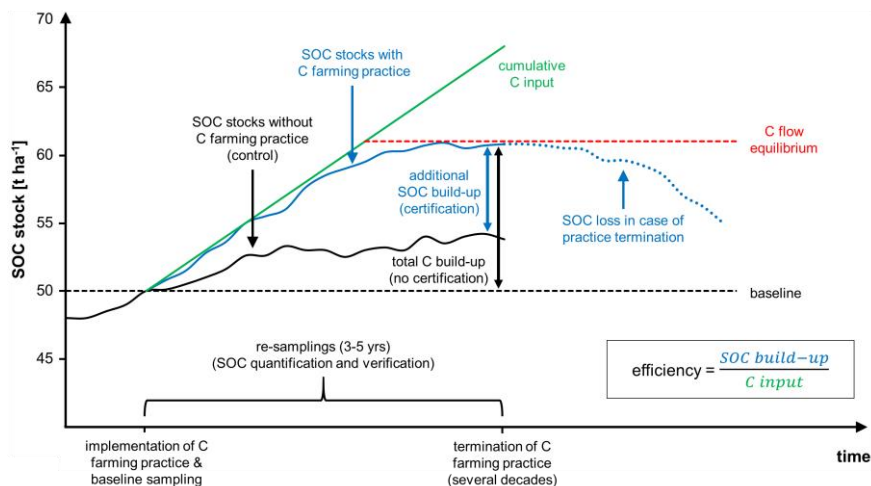 70
65
60
55
50
45
SOC stock [t ha⁻¹]
SOC stocks with
C farming practice
cumulative
C input
SOC stocks without
C farming practice
(control)
C flow
equilibrium
additional
SOC build-up
(certification)
SOC loss in case of
practice termination
total C build-up
(no certification)
baseline
re-samplings (3-5 yrs)
(SOC quantification and verification)
efficiency = SOC build−up
C input
implementation of C
farming practice &
baseline sampling
termination of C
farming practice
(several decades)
time